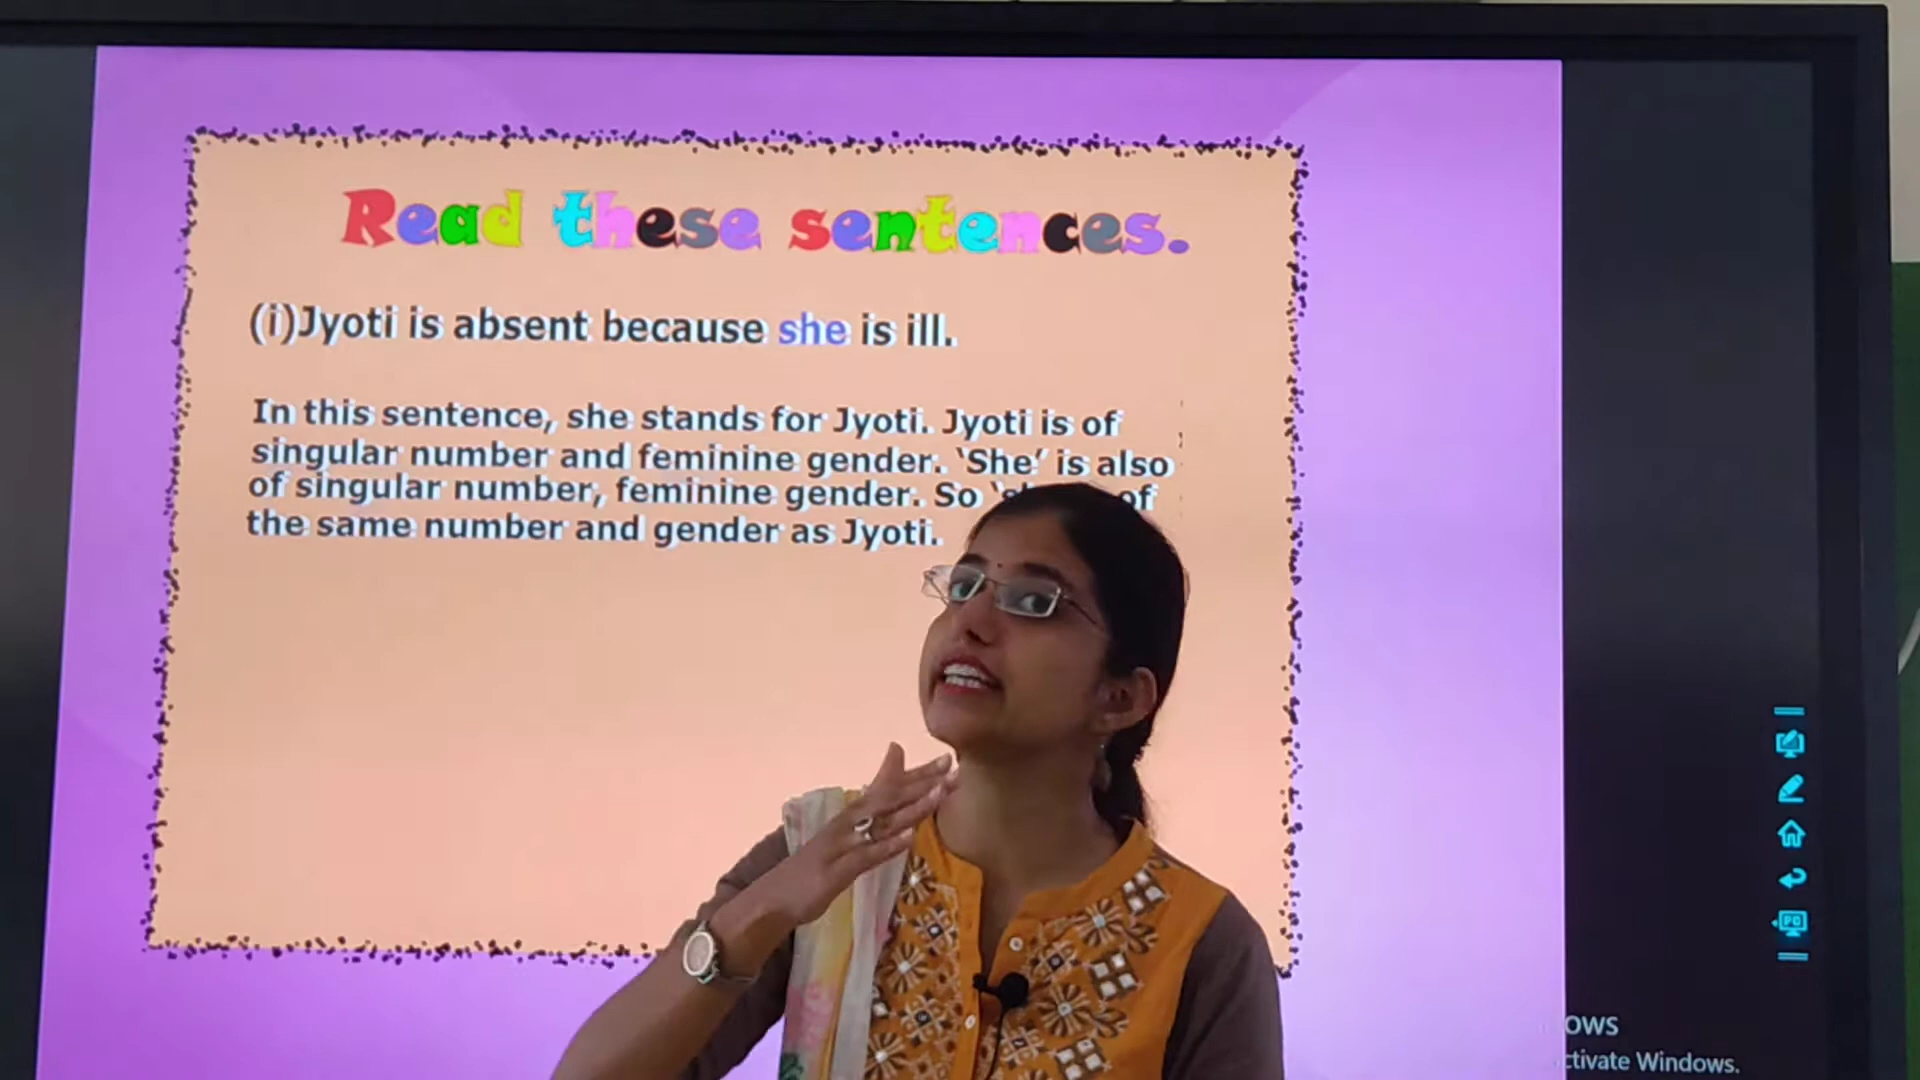 Read these sentences.
(i)Jyoti is absent because she is ill.
In this sentence, she stands for Jyoti. Jyoti is of
singular number and feminine gender. ‘She’ is also
of singular number, feminine gender. So of
the same number and gender as Jyoti.
PC
ows
ctivate Windows.